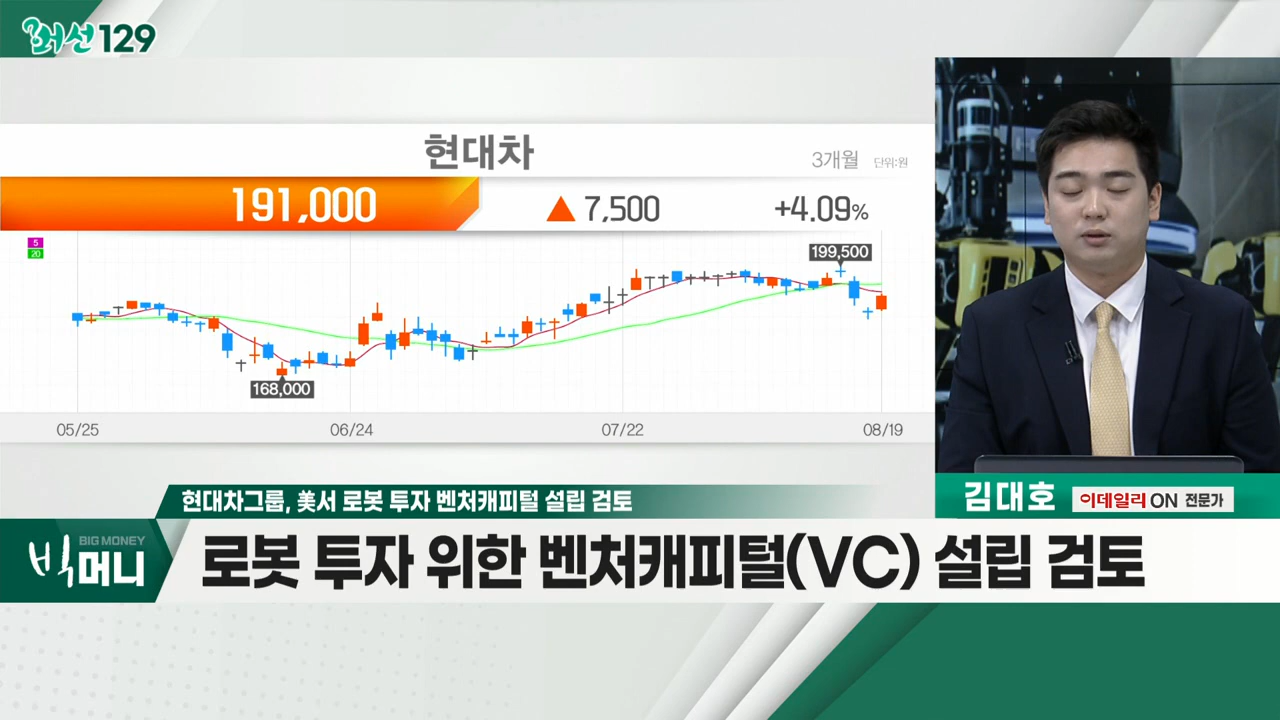 회선129
현대차
3개월 단위:원
191,000 ▲ 7,500 +4.09%
5
20
199,500
168,000
05/25 06/24 07/22 08/19
김대호 이데일리ON 전문가
현대차그룹, 美서 로봇 투자 벤처캐피털 설립 검토
BIG MONEY
빅머니
로봇 투자 위한 벤처캐피털(VC) 설립 검토